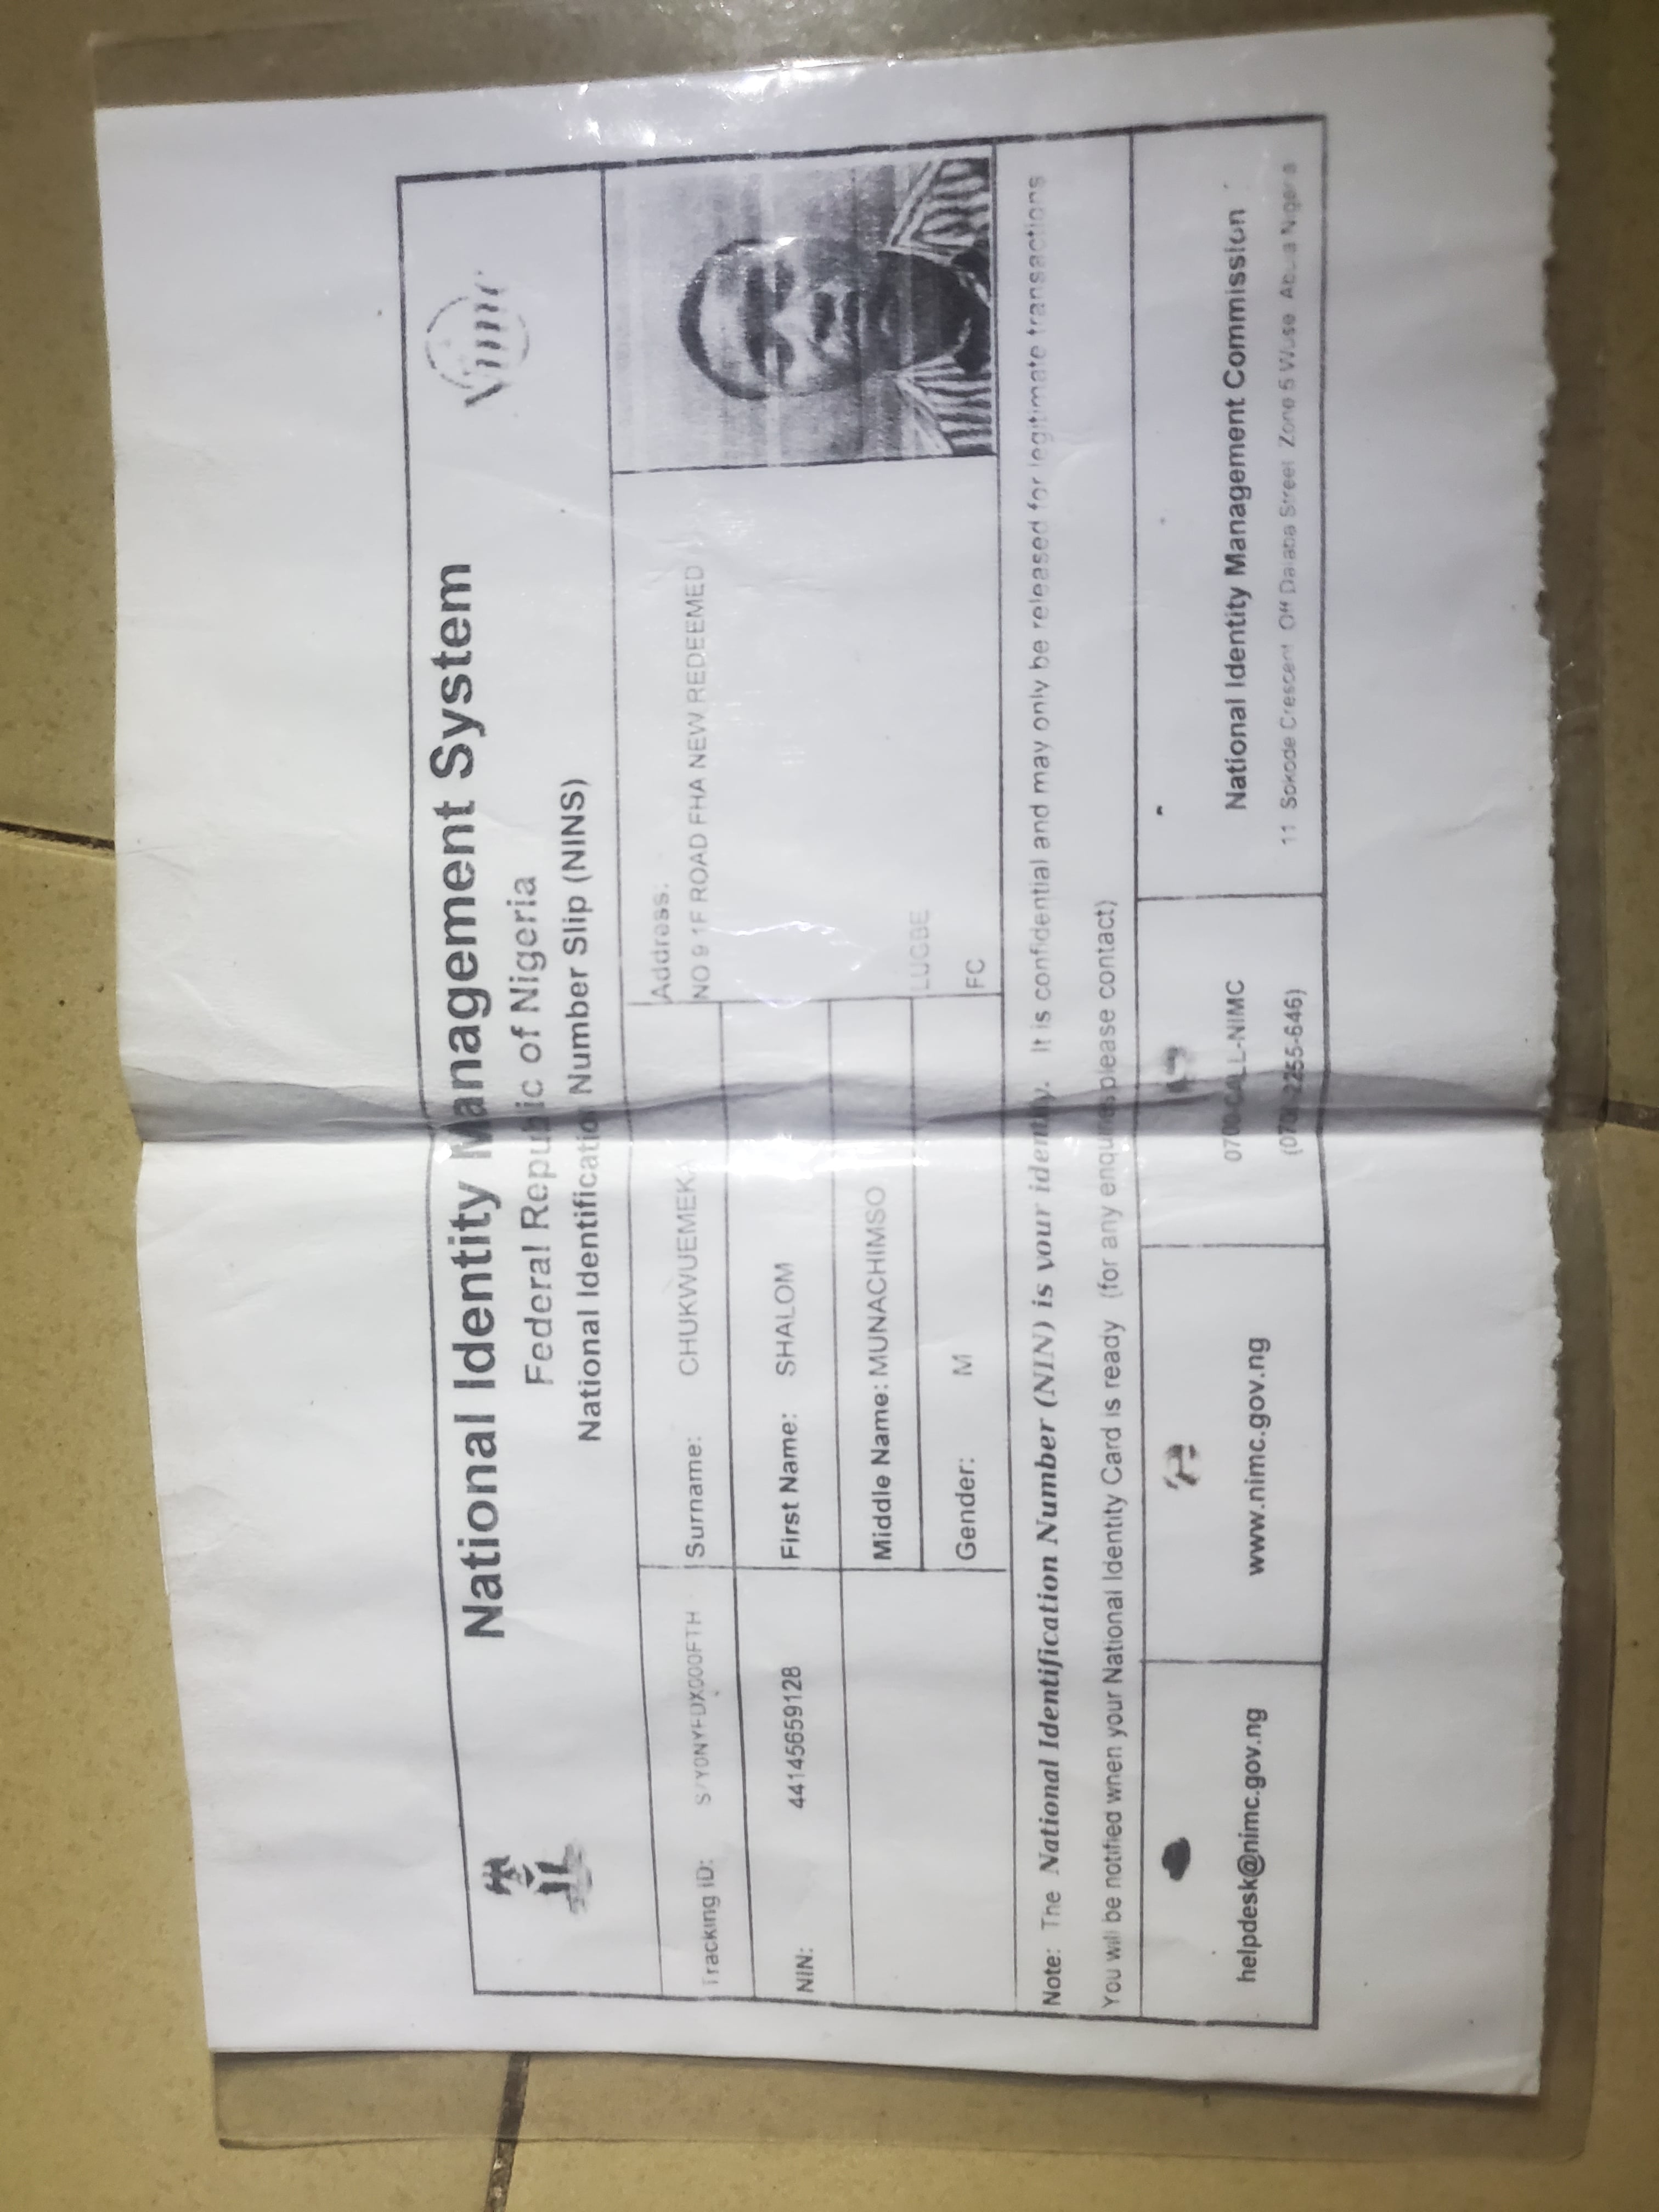 National Identity Management System
Federal Republic of Nigeria
National Identification Number Slip (NINS)
nimc
Tracking ID:
Surname: CHUKWUEMEKA
Address:
NO 9 1F ROAD FHA NEW REDEEMED
NIN: 44145659128
First Name: SHALOM
Middle Name: MUNACHIMSO
LUGBE
Gender: M
FC
Note: The National Identification Number (NIN) is your identity. It is confidential and may only be released for legitimate transactions
You will be notified when your National Identity Card is ready (for any enquires please contact)
helpdesk@nimc.gov.ng
www.nimc.gov.ng
0700-CALL-NIMC
(0700-2255-646)
National Identity Management Commission
11 Sokode Crescent Off Dalaba Street Zone 5 Wuse Abuja Nigeria